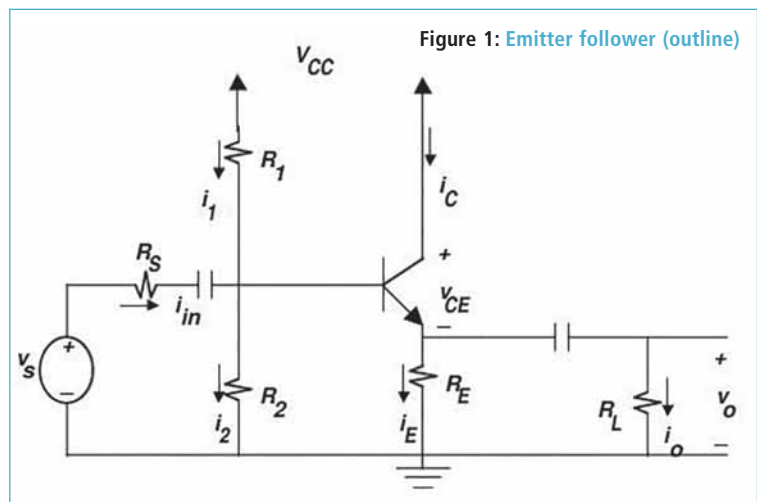 Figure 1: Emitter follower (outline)
VCC
R1
i1
iC
RS
iin
+
vCE
−
vs
+
−
R2
i2
RE
iE
RL
io
+
vo
−